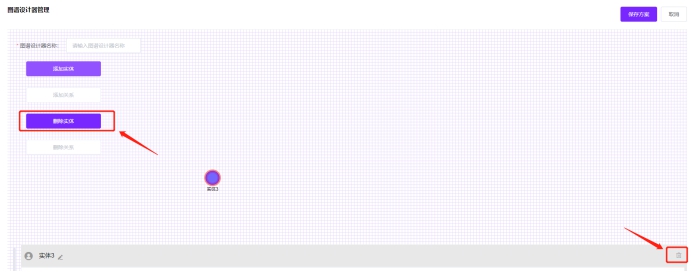 图谱设计器管理
保存方案
取消
* 图谱设计器名称:
请输入图谱设计器名称
添加实体
添加关系
删除实体
删除关系
实体3
实体3